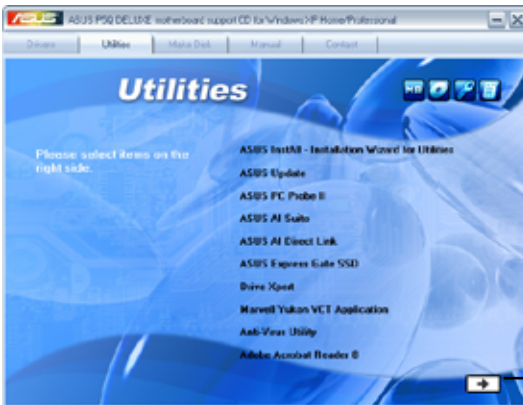 ASUS P5Q DELUXE motherboard support CD for Windows XP Home/Professional
Drivers Utilities Make Disk Manual Contact
Utilities
Please select items on the
right side.
ASUS InstAll - Installation Wizard for Utilities
ASUS Update
ASUS PC Probe II
ASUS AI Suite
ASUS AI Direct Link
ASUS Express Gate SSD
Drive Xpert
Marvell Yukon VCT Application
Anti-Virus Utility
Adobe Acrobat Reader 8